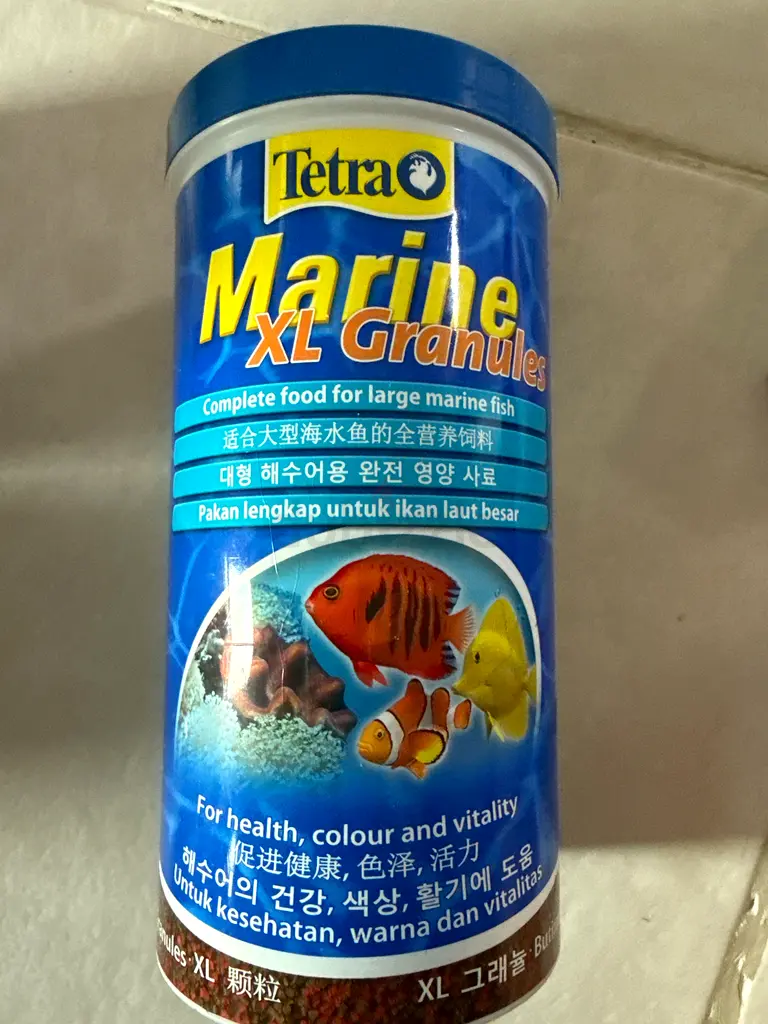 Tetra
Marine
XL Granules
Complete food for large marine fish
适合大型海水鱼的全营养饲料
대형 해수어용 완전 영양 사료
Pakan lengkap untuk ikan laut besar
For health, colour and vitality
促进健康, 色泽, 活力
해수어의 건강, 색상, 활기에 도움
Untuk kesehatan, warna dan vitalitas
XL 颗粒
XL 그래뉼